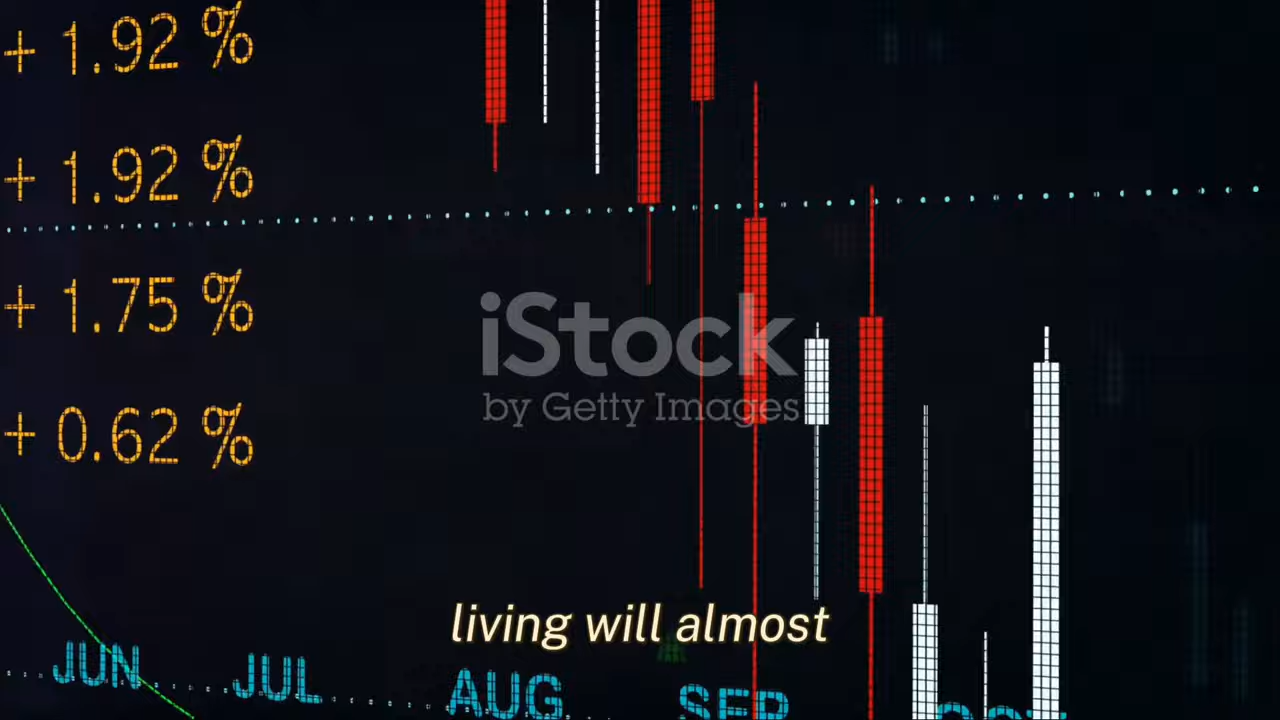 + 1.92 %
+ 1.92 %
+ 1.75 %
+ 0.62 %
iStock
by Getty Images
living will almost
JUN JUL AUG SEP OCT